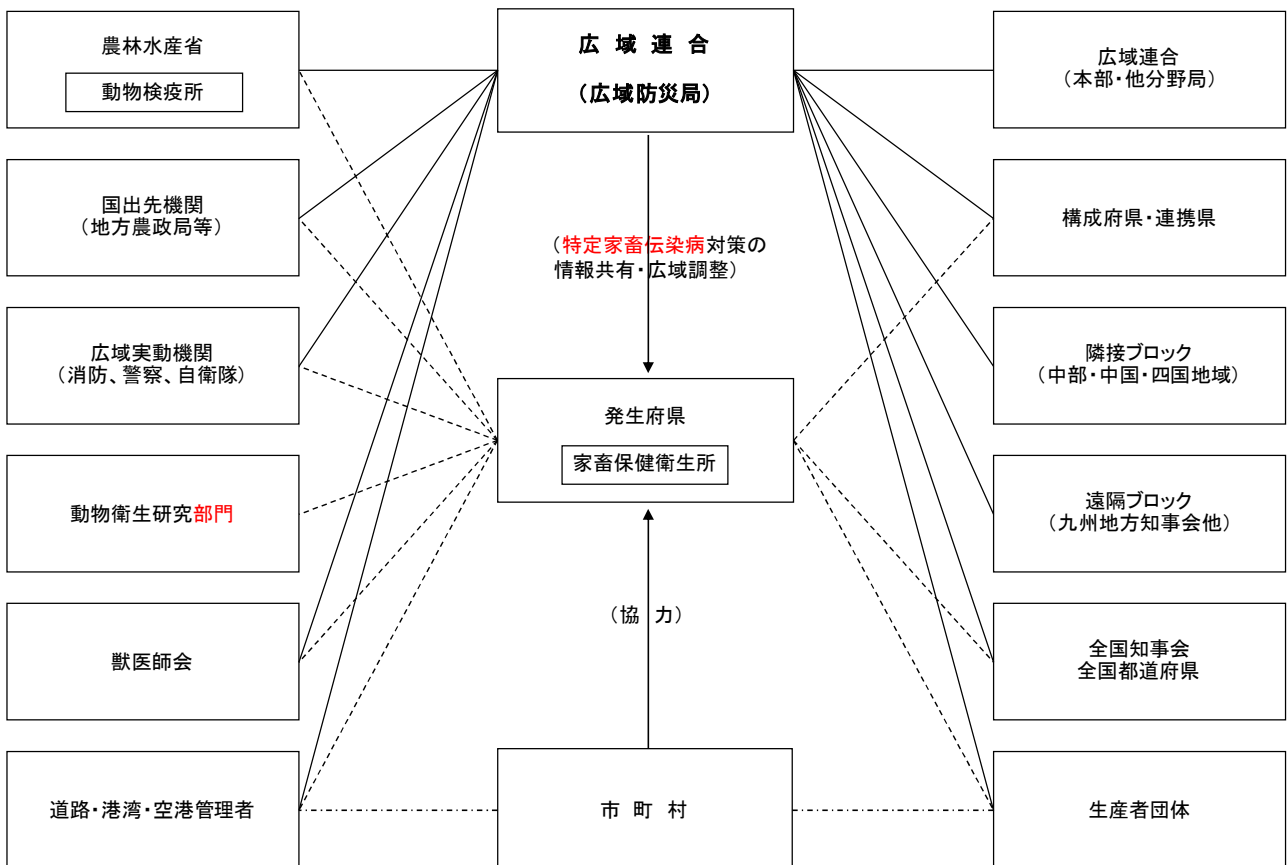 農林水産省
動物検疫所
広 域 連 合
(広域防災局)
広域連合
(本部・他分野局)
国出先機関
(地方農政局等)
構成府県・連携県
(特定家畜伝染病対策の
情報共有・広域調整)
広域実動機関
(消防、警察、自衛隊)
隣接ブロック
(中部・中国・四国地域)
発生府県
家畜保健衛生所
動物衛生研究部門
遠隔ブロック
(九州地方知事会他)
(協 力)
獣医師会
全国知事会
全国都道府県
道路・港湾・空港管理者
市 町 村
生産者団体